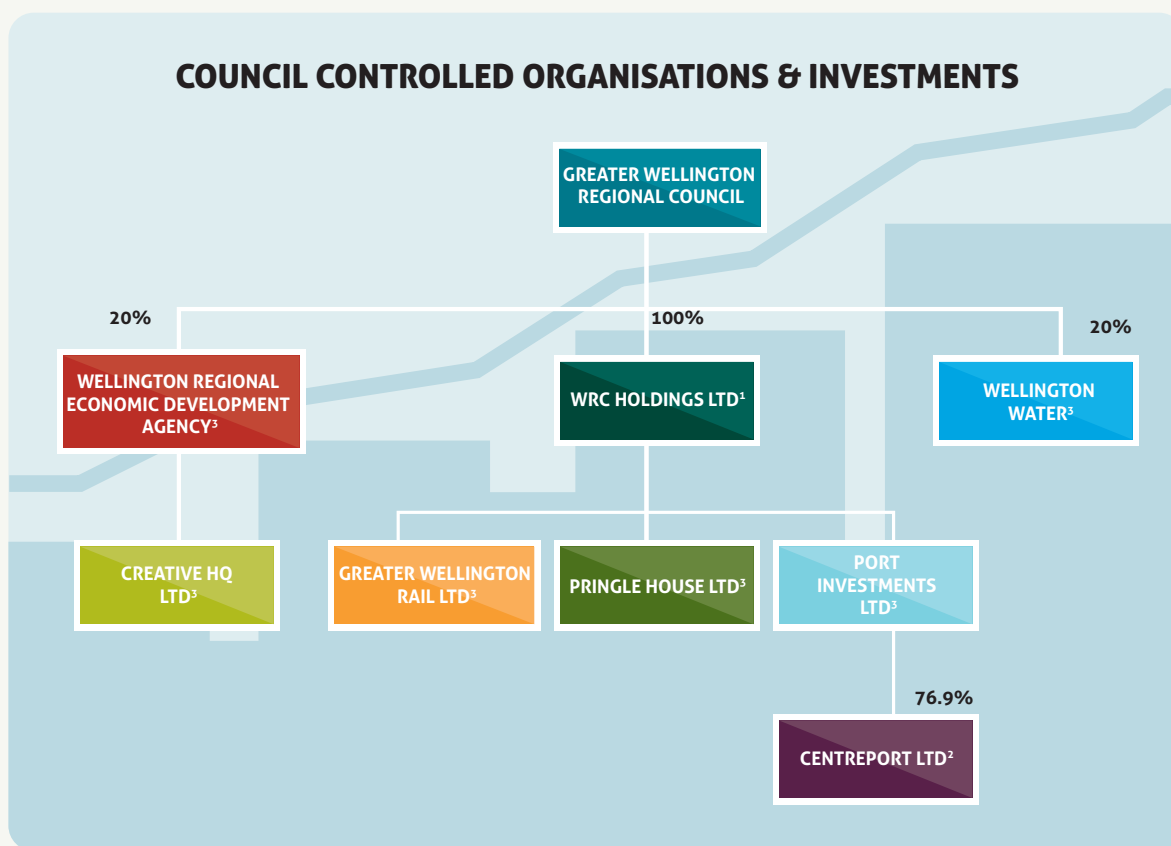 COUNCIL CONTROLLED ORGANISATIONS & INVESTMENTS
GREATER WELLINGTON
REGIONAL COUNCIL
20%
100%
20%
WELLINGTON REGIONAL
ECONOMIC DEVELOPMENT
AGENCY³
WRC HOLDINGS LTD¹
WELLINGTON
WATER³
CREATIVE HQ
LTD³
GREATER WELLINGTON
RAIL LTD³
PRINGLE HOUSE LTD³
PORT
INVESTMENTS
LTD³
76.9%
CENTREPORT LTD²